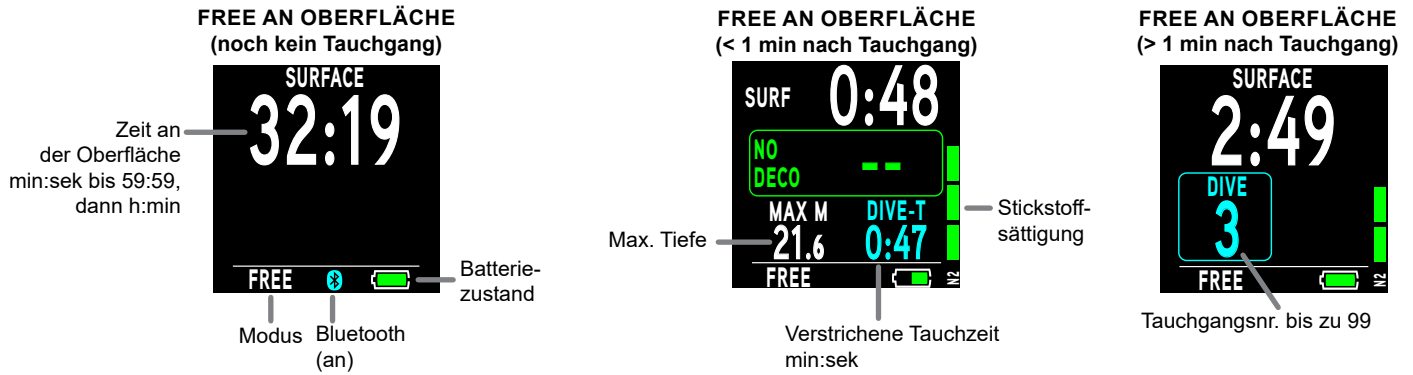 FREE AN OBERFLÄCHE
(noch kein Tauchgang)
SURFACE
32:19
Zeit an
der Oberfläche
min:sek bis 59:59,
dann h:min
FREE
Batterie-
zustand
Modus
Bluetooth
(an)
FREE AN OBERFLÄCHE
(< 1 min nach Tauchgang)
SURF 0:48
NO
DECO
--
MAX M DIVE-T
21.6 0:47
FREE
N2
Max. Tiefe
Stickstoff-
sättigung
Verstrichene Tauchzeit
min:sek
FREE AN OBERFLÄCHE
(> 1 min nach Tauchgang)
SURFACE
2:49
DIVE
3
FREE
N2
Tauchgangsnr. bis zu 99